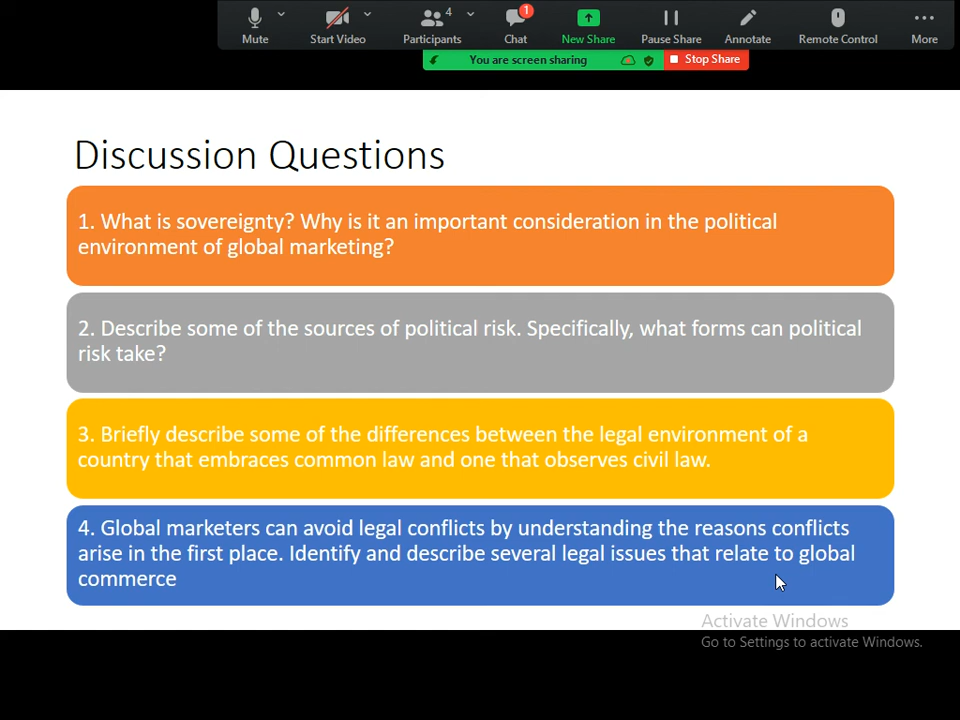 Mute
Start Video
4
Participants
1
Chat
New Share
Pause Share
Annotate
Remote Control
More
You are screen sharing
Stop Share
Discussion Questions
1. What is sovereignty? Why is it an important consideration in the political
environment of global marketing?
2. Describe some of the sources of political risk. Specifically, what forms can political
risk take?
3. Briefly describe some of the differences between the legal environment of a
country that embraces common law and one that observes civil law.
4. Global marketers can avoid legal conflicts by understanding the reasons conflicts
arise in the first place. Identify and describe several legal issues that relate to global
commerce
Activate Windows
Go to Settings to activate Windows.